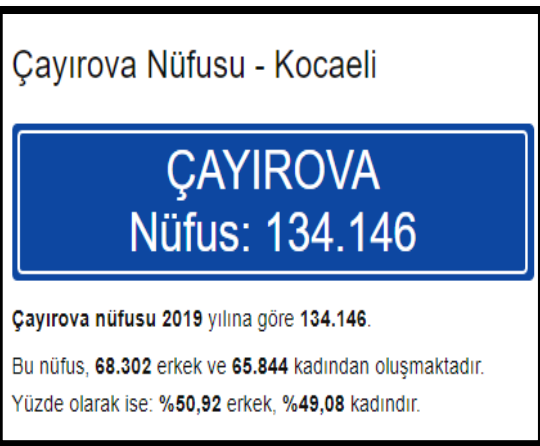 Çayırova Nüfusu - Kocaeli
ÇAYIROVA
Nüfus: 134.146
Çayırova nüfusu 2019 yılına göre 134.146.
Bu nüfus, 68.302 erkek ve 65.844 kadından oluşmaktadır.
Yüzde olarak ise: %50,92 erkek, %49,08 kadındır.